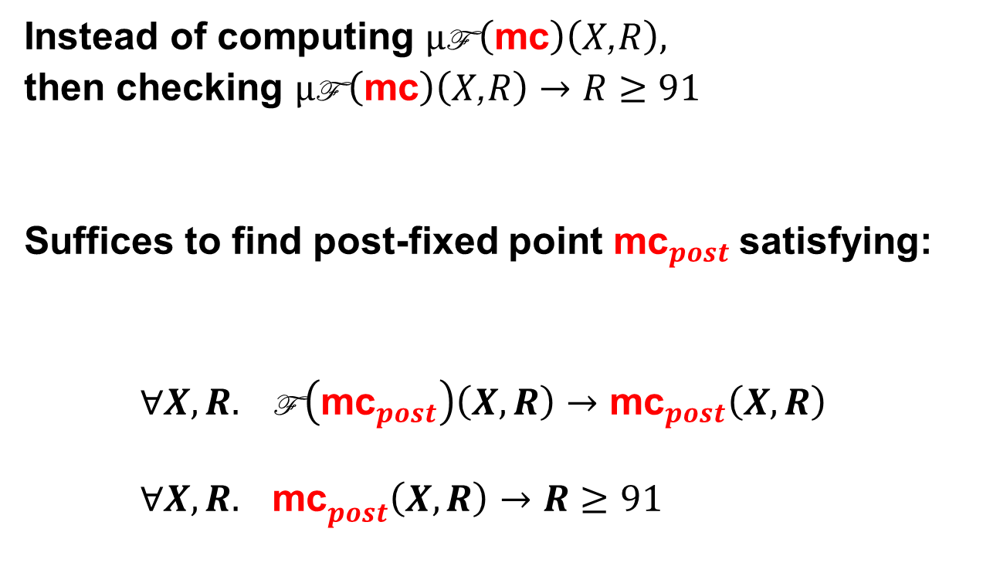 Instead of computing μℱ(mc)(X,R),
then checking μℱ(mc)(X,R) → R ≥ 91
Suffices to find post-fixed point mc_post satisfying:
∀X, R. ℱ(mc_post)(X, R) → mc_post(X, R)
∀X, R. mc_post(X, R) → R ≥ 91